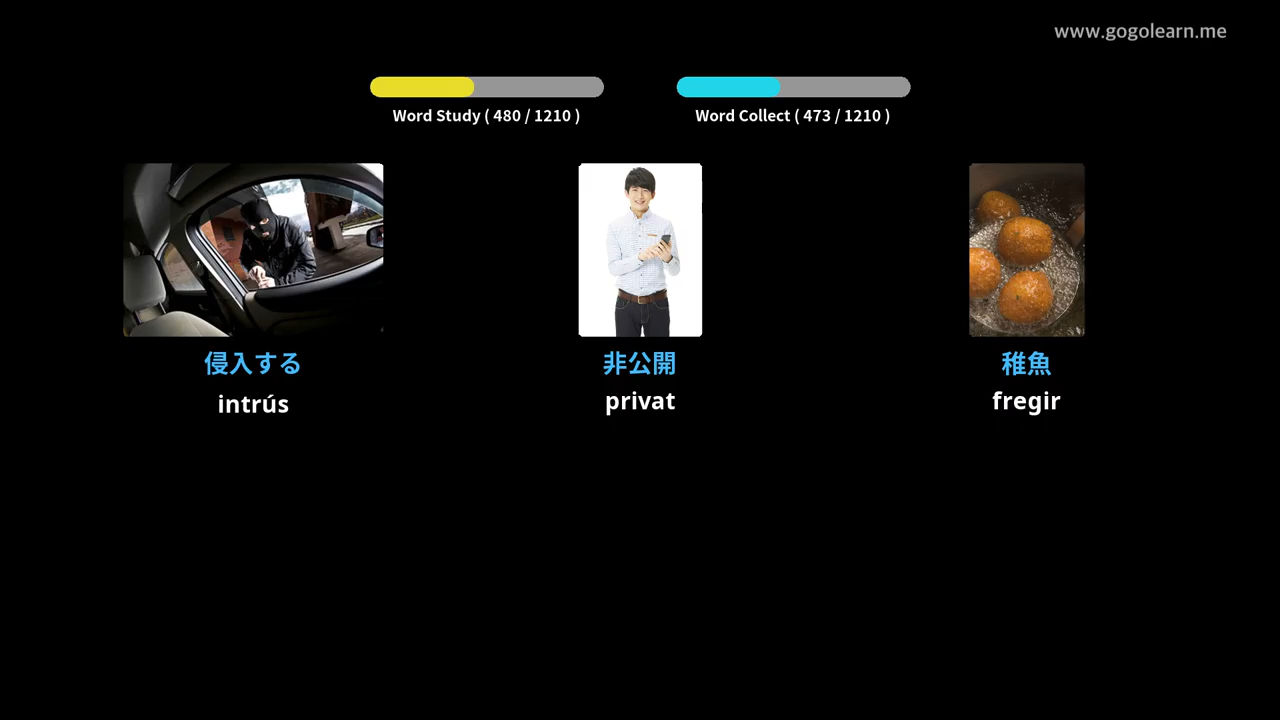 www.gogolearn.me
Word Study ( 480 / 1210 )
Word Collect ( 473 / 1210 )
侵入する
intrús
非公開
privat
稚魚
fregir